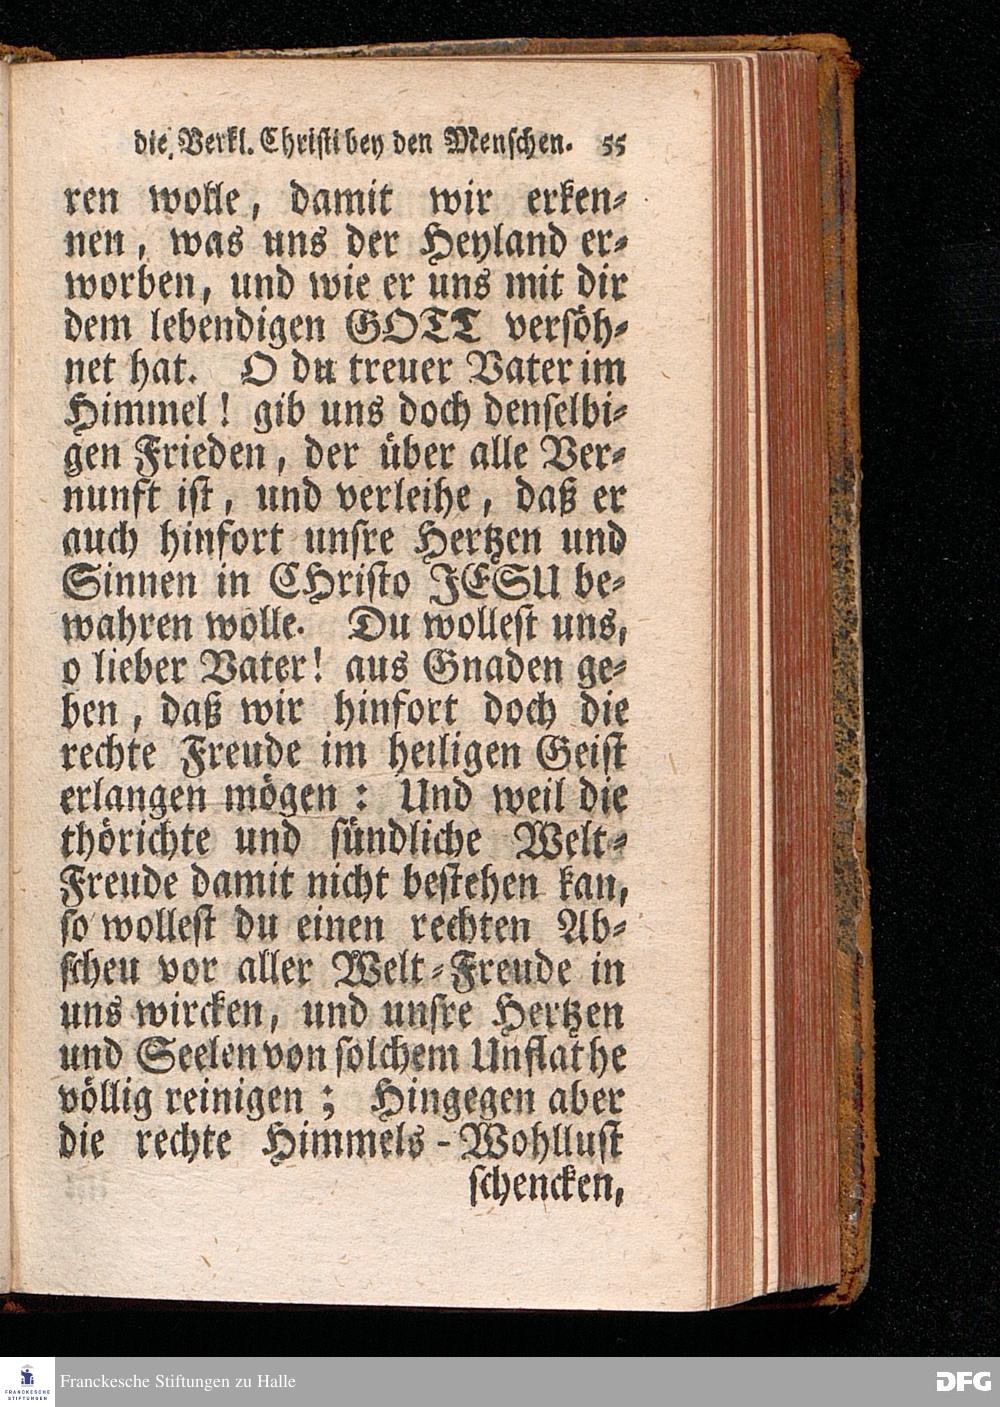 die Verkl. Christi bey den Menschen. 55
ren wolle, damit wir erken-
nen, was uns der Heyland er-
worben, und wie er uns mit dir
dem lebendigen GOTT versöh-
net hat. O du treuer Vater im
Himmel! gib uns doch denselbi-
gen Frieden, der über alle Ver-
nunft ist, und verleihe, daß er
auch hinfort unsre Hertzen und
Sinnen in CHristo JESU be-
wahren wolle. Du wollest uns,
o lieber Vater! aus Gnaden ge-
ben, daß wir hinfort doch die
rechte Freude im heiligen Geist
erlangen mögen: Und weil die
thörichte und sündliche Welt-
Freude damit nicht bestehen kan,
so wollest du einen rechten Ab-
scheu vor aller Welt-Freude in
uns wircken, und unsre Hertzen
und Seelen von solchem Unflathe
völlig reinigen; Hingegen aber
die rechte Himmels-Wohllust
schencken,
FRANCKESCHE
STIFTUNGEN
Franckesche Stiftungen zu Halle
DFG